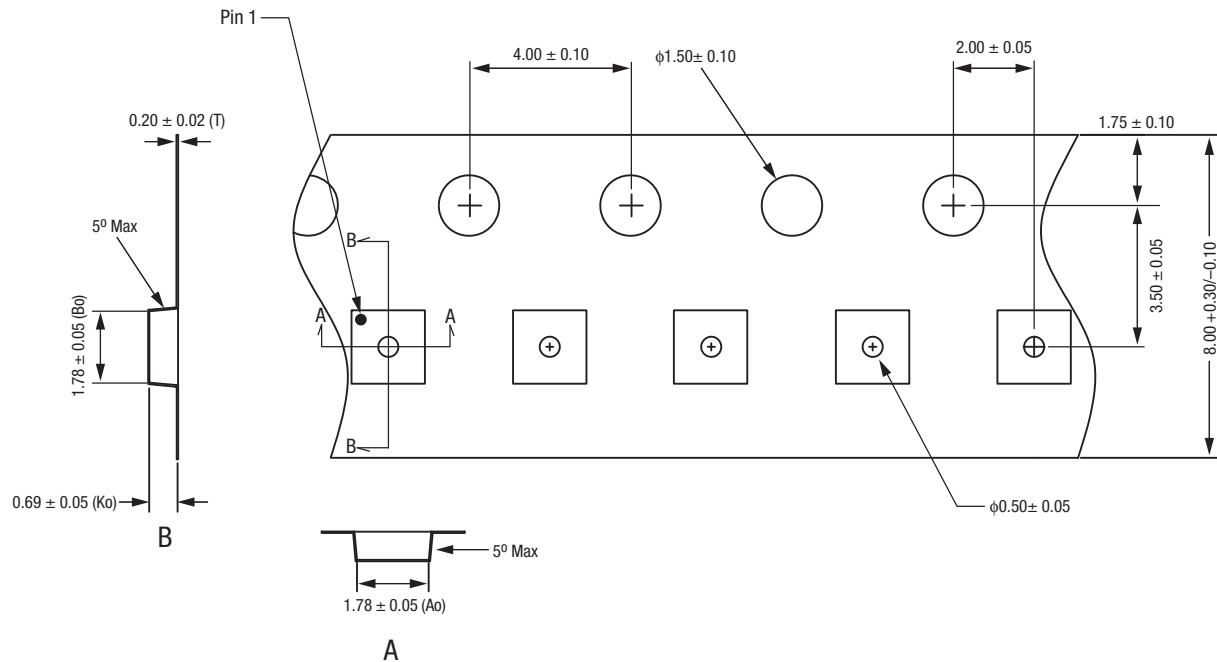 Pin 1
4.00 ± 0.10
ϕ1.50± 0.10
2.00 ± 0.05
0.20 ± 0.02 (T)
1.75 ± 0.10
5º Max
B
A
A
B
1.78 ± 0.05 (Bo)
3.50 ± 0.05
8.00 +0.30/–0.10
0.69 ± 0.05 (Ko)
B
ϕ0.50± 0.05
5º Max
1.78 ± 0.05 (Ao)
A